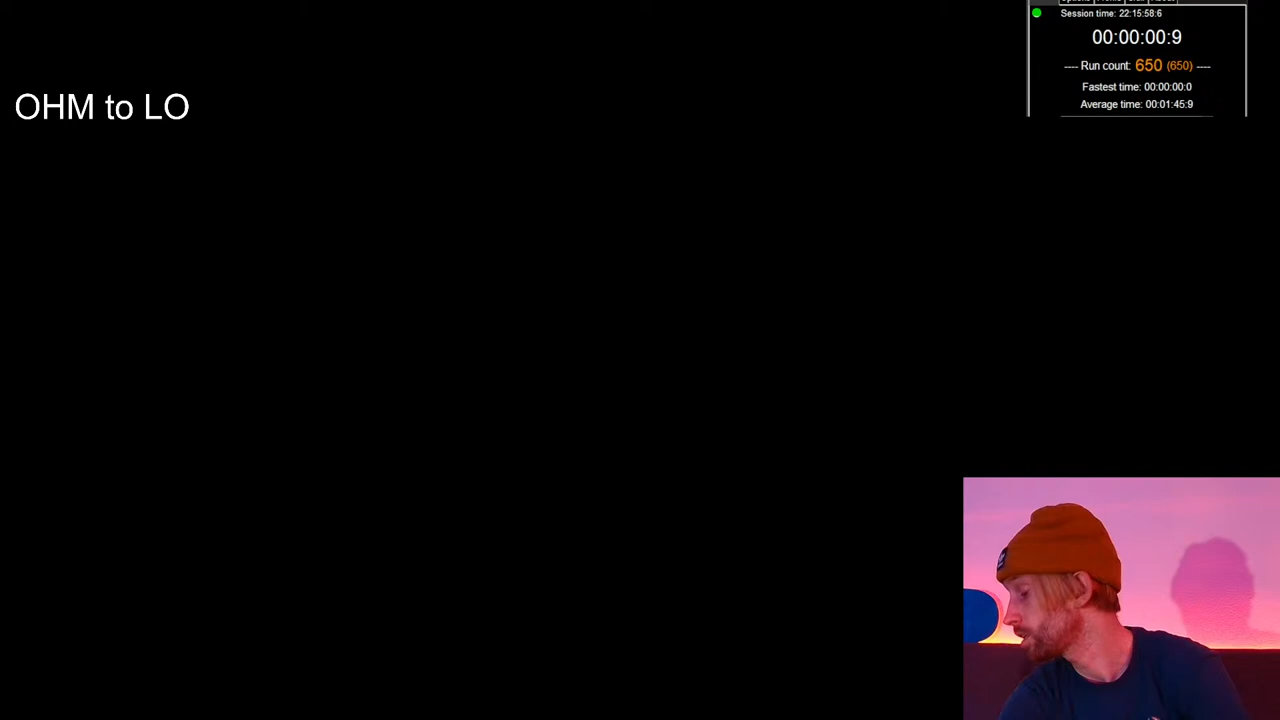 Session time: 22:15:58:6
00:00:00:9
---- Run count: 650 (650) ----
Fastest time: 00:00:00:0
Average time: 00:01:45:9
OHM to LO